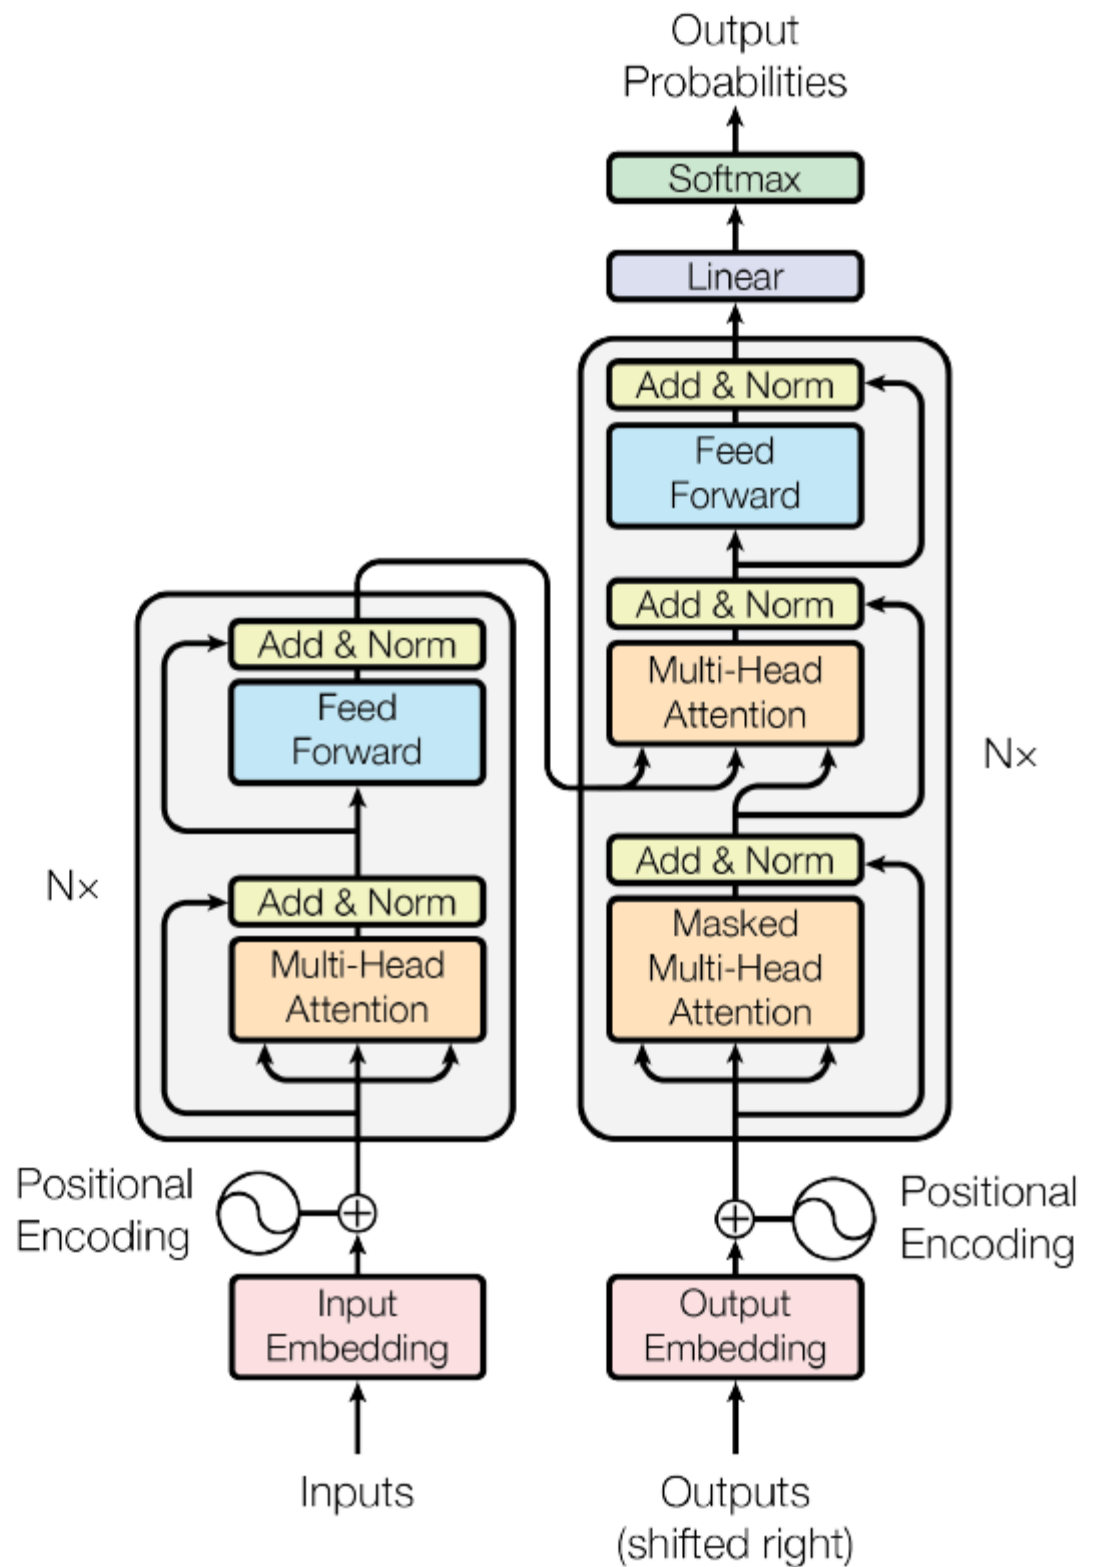 Output
Probabilities
Softmax
Linear
Add & Norm
Feed
Forward
Add & Norm
Multi-Head
Attention
Nx
Add & Norm
Masked
Multi-Head
Attention
Add & Norm
Feed
Forward
Nx
Add & Norm
Multi-Head
Attention
Positional
Encoding
Positional
Encoding
Input
Embedding
Output
Embedding
Inputs
Outputs
(shifted right)